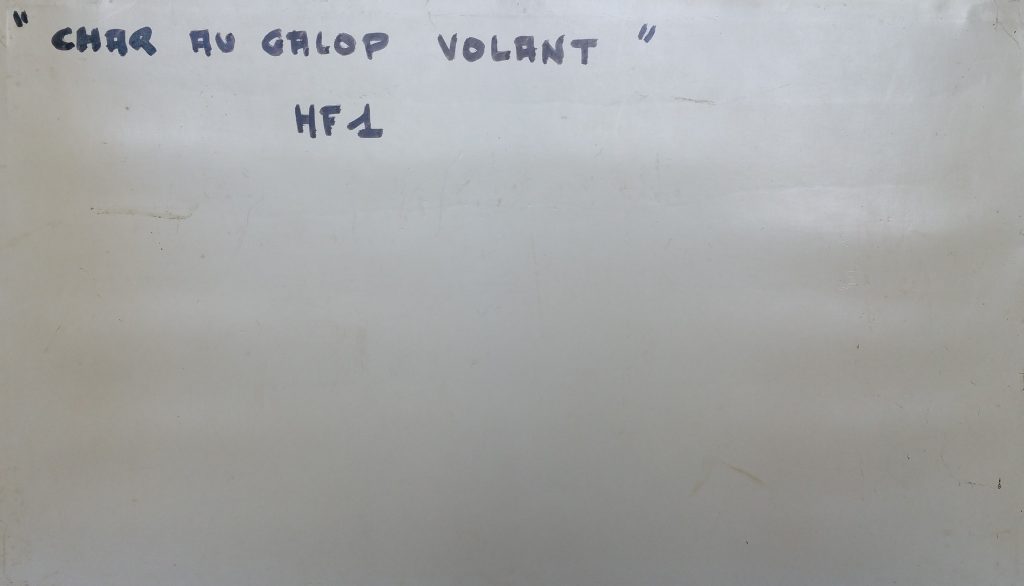 " CHAR AU GALOP VOLANT "
HF1